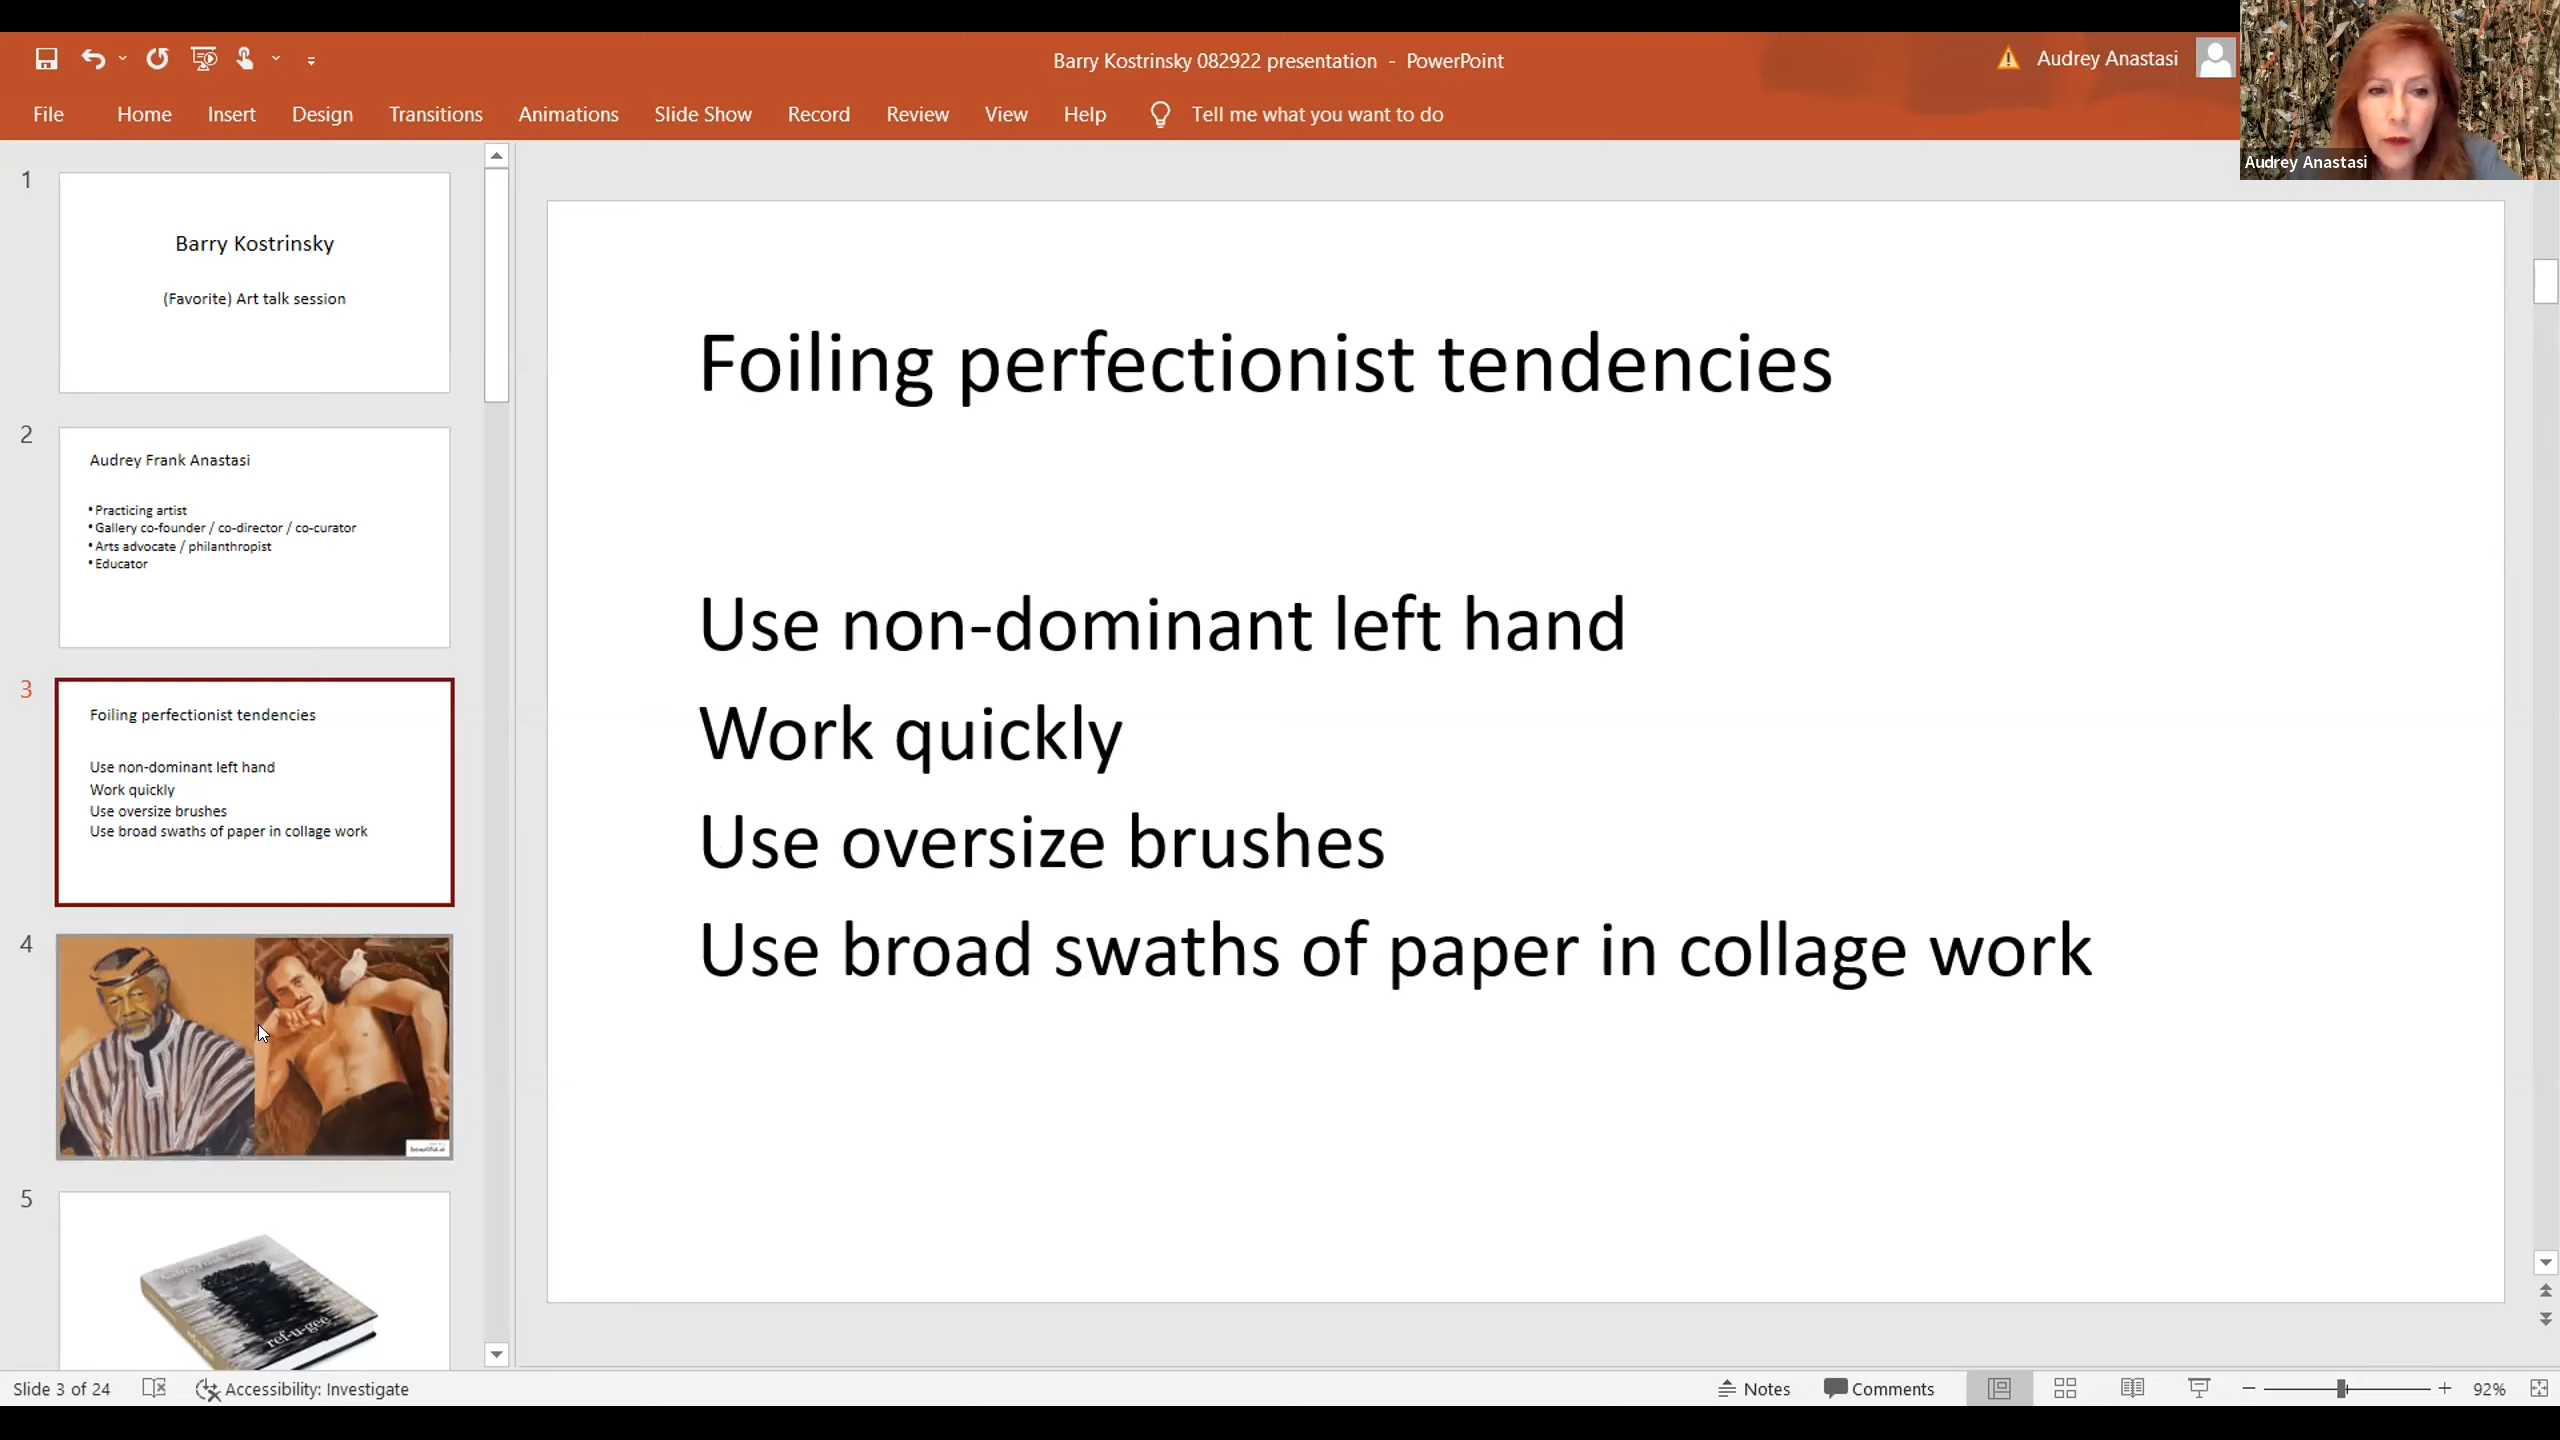 Barry Kostrinsky 082922 presentation - PowerPoint
Audrey Anastasi
File Home Insert Design Transitions Animations Slide Show Record Review View Help Tell me what you want to do
Audrey Anastasi
1
Barry Kostrinsky
(Favorite) Art talk session
2
Audrey Frank Anastasi
• Practicing artist
• Gallery co-founder / co-director / co-curator
• Arts advocate / philanthropist
• Educator
3
Foiling perfectionist tendencies
Use non-dominant left hand
Work quickly
Use oversize brushes
Use broad swaths of paper in collage work
4
beautiful.ai
5
ref-u-gee
Foiling perfectionist tendencies
Use non-dominant left hand
Work quickly
Use oversize brushes
Use broad swaths of paper in collage work
Slide 3 of 24 Accessibility: Investigate Notes Comments 92%